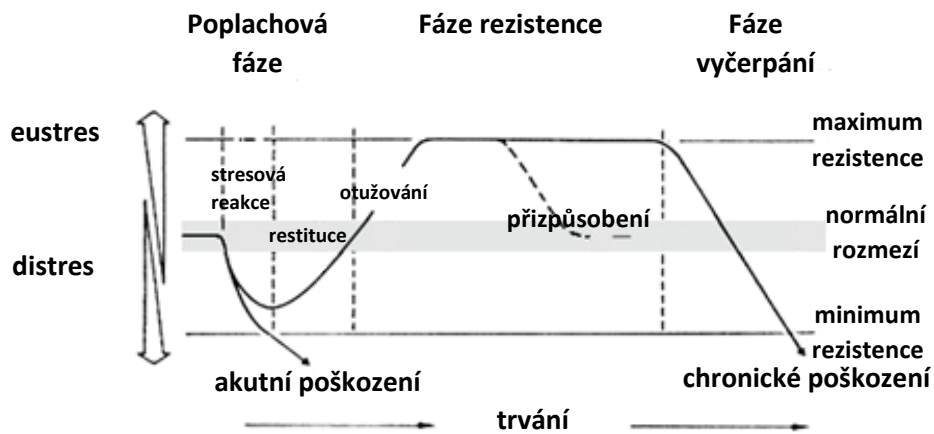 Poplachová
fáze
Fáze rezistence
Fáze
vyčerpání
eustres
maximum
rezistence
stresová
reakce
otužování
restituce
přizpůsobení
normální
rozmezí
distres
minimum
rezistence
akutní poškození
chronické poškození
trvání